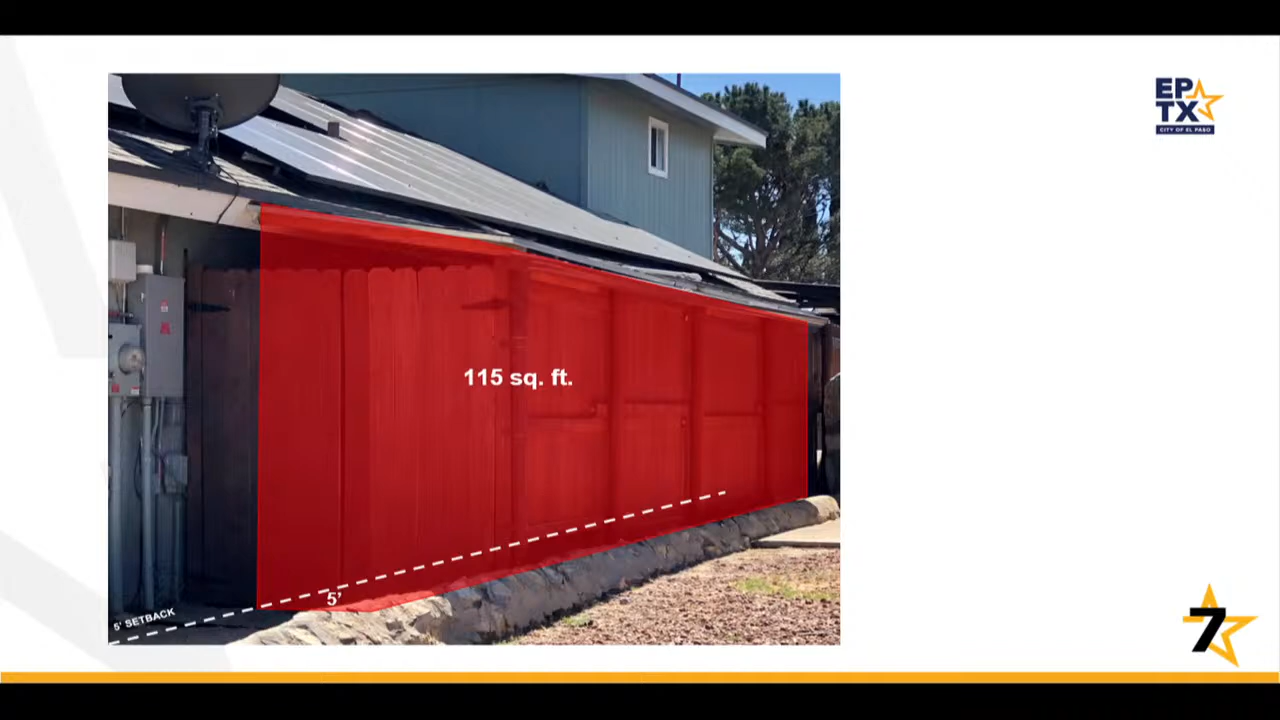 EP
TX
CITY OF EL PASO
115 sq. ft.
5'
5' SETBACK
7